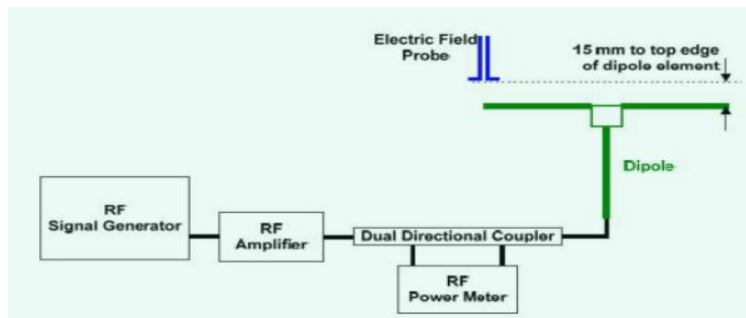 Electric Field
Probe
15 mm to top edge
of dipole element
Dipole
RF
Signal Generator
RF
Amplifier
Dual Directional Coupler
RF
Power Meter